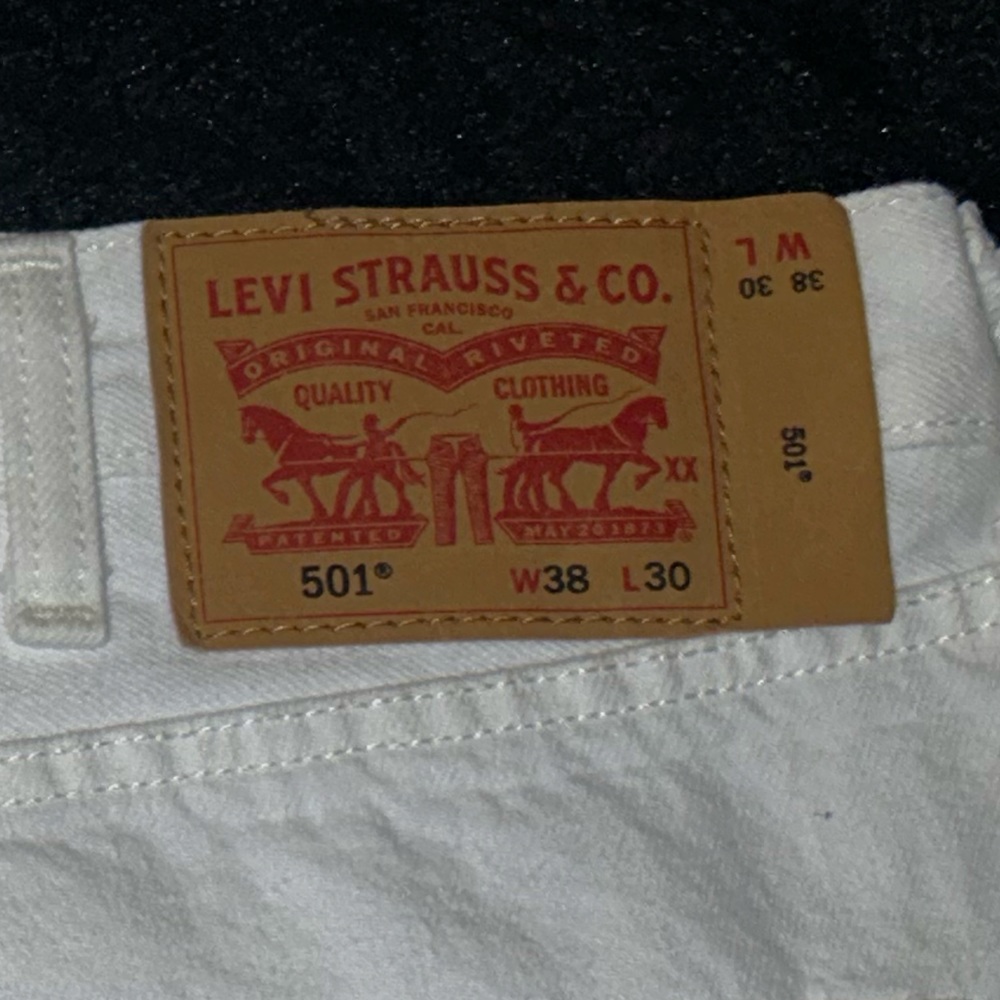 LEVI STRAUSS & CO.
SAN FRANCISCO
CAL.
ORIGINAL RIVETED
QUALITY CLOTHING
XX
PATENTED MAY 20 1873
501® W38 L30
W L
38 30
501®